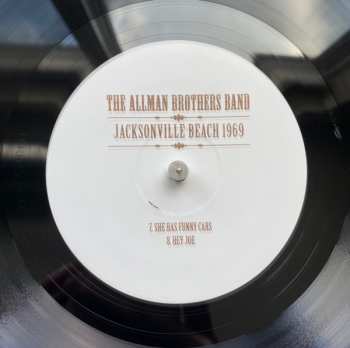 THE ALLMAN BROTHERS BAND
JACKSONVILLE BEACH 1969
7. SHE HAS FUNNY CARS
8. HEY JOE